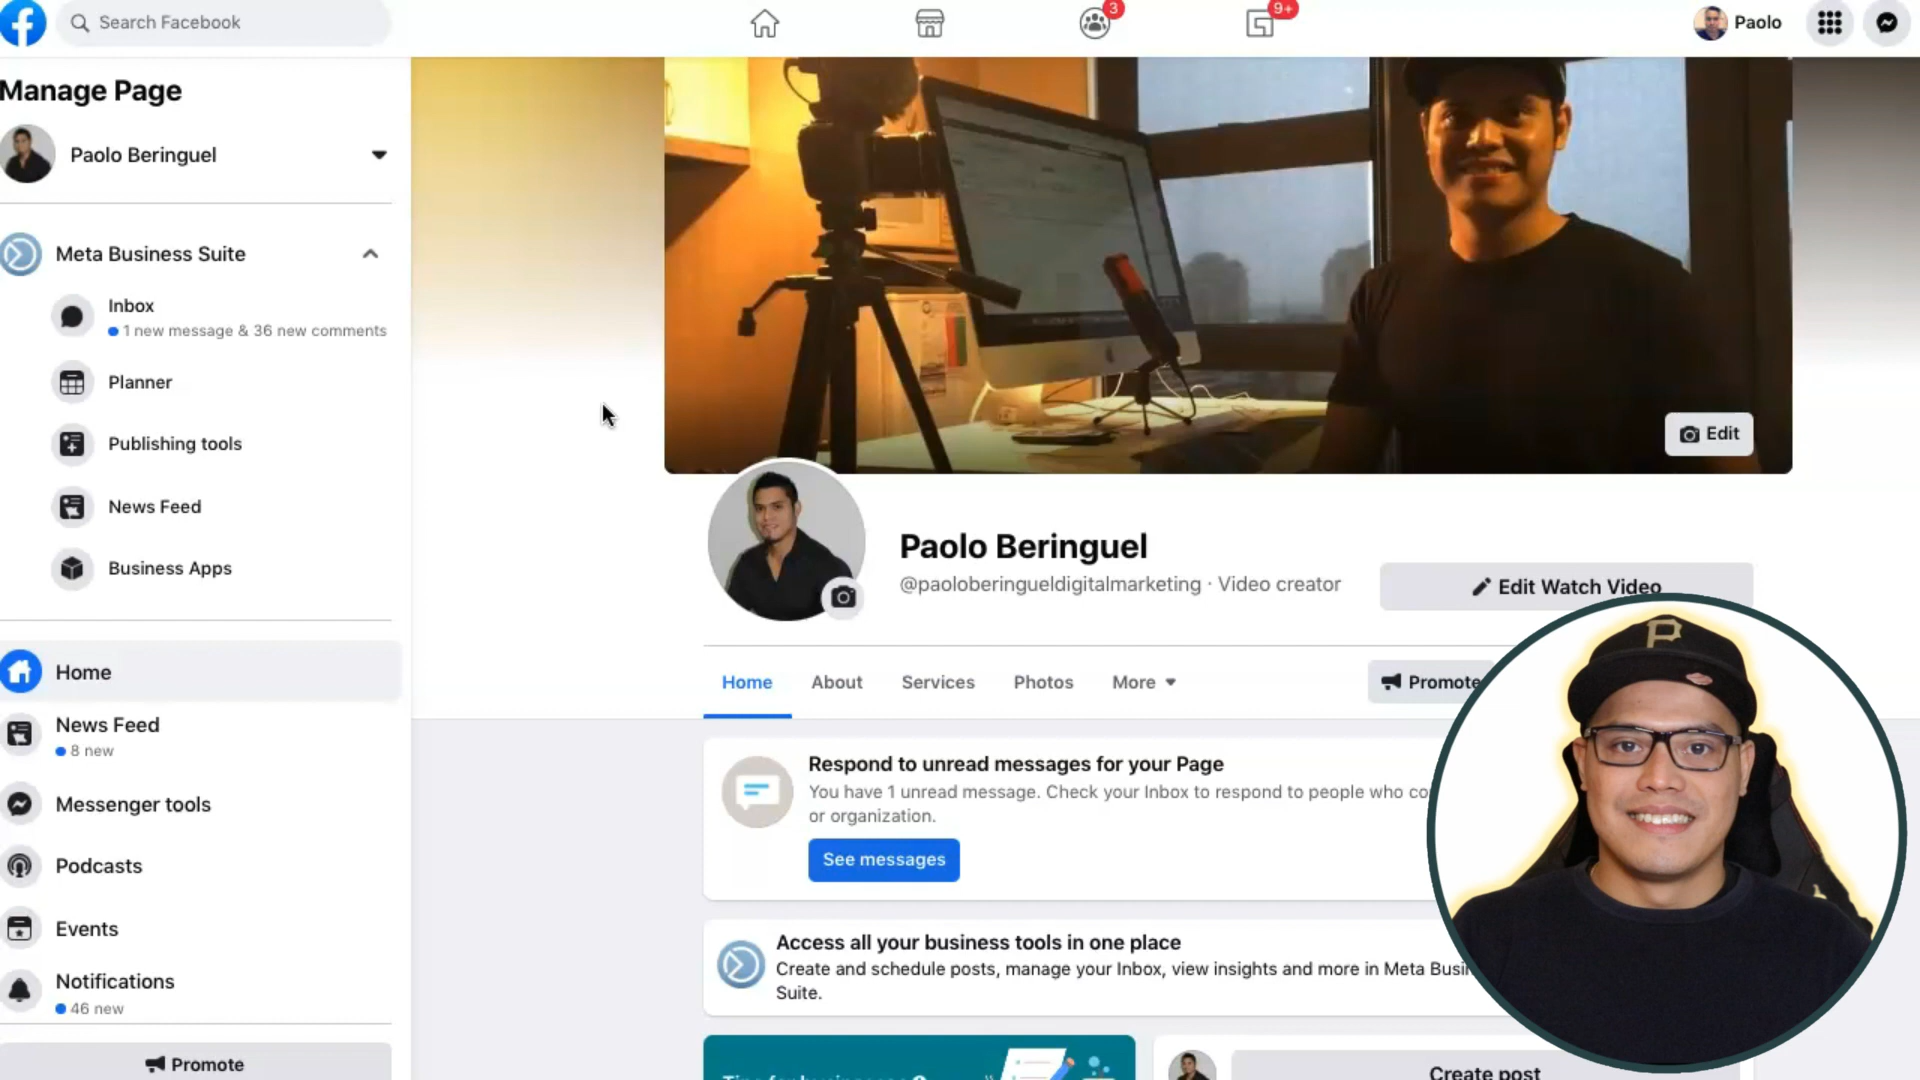 Search Facebook
3
9+
Paolo
Manage Page
Paolo Beringuel
Meta Business Suite
Inbox
1 new message & 36 new comments
Planner
Publishing tools
News Feed
Business Apps
Home
News Feed
8 new
Messenger tools
Podcasts
Events
Notifications
46 new
Promote
Edit
Paolo Beringuel
@paoloberingueldigitalmarketing · Video creator
Edit Watch Video
Home
About
Services
Photos
More
Promote
Respond to unread messages for your Page
You have 1 unread message. Check your Inbox to respond to people who
or organization.
See messages
Access all your business tools in one place
Create and schedule posts, manage your Inbox, view insights and more in Meta
Suite.
Create post
P